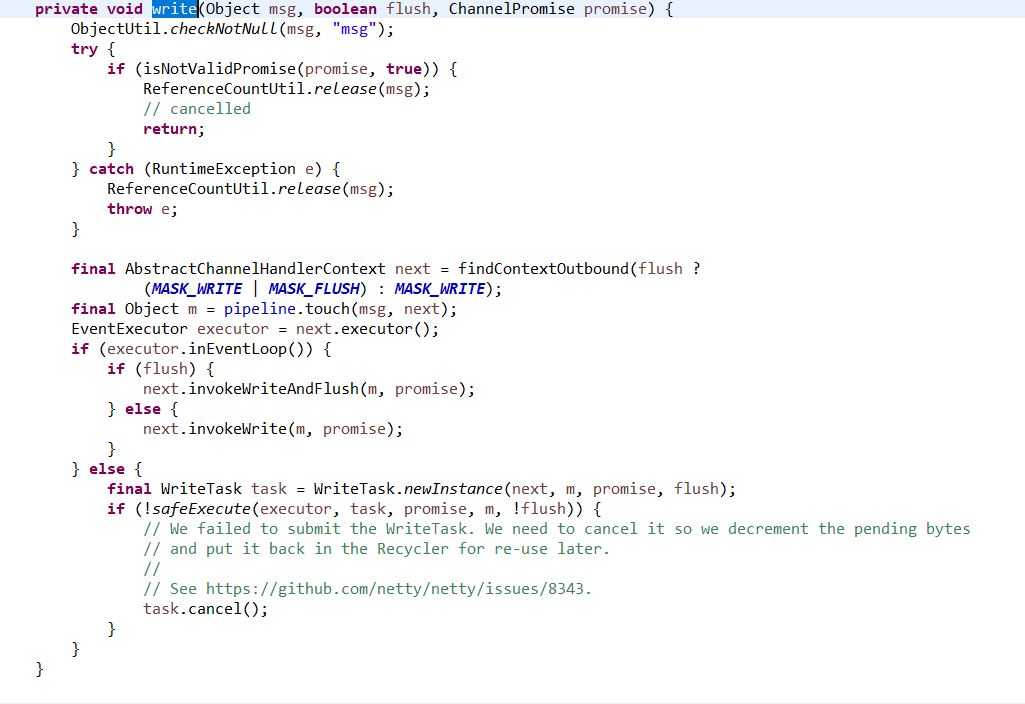 private void write(Object msg, boolean flush, ChannelPromise promise) {
    ObjectUtil.checkNotNull(msg, "msg");
    try {
        if (isNotValidPromise(promise, true)) {
            ReferenceCountUtil.release(msg);
            // cancelled
            return;
        }
    } catch (RuntimeException e) {
        ReferenceCountUtil.release(msg);
        throw e;
    }

    final AbstractChannelHandlerContext next = findContextOutbound(flush ?
            (MASK_WRITE | MASK_FLUSH) : MASK_WRITE);
    final Object m = pipeline.touch(msg, next);
    EventExecutor executor = next.executor();
    if (executor.inEventLoop()) {
        if (flush) {
            next.invokeWriteAndFlush(m, promise);
        } else {
            next.invokeWrite(m, promise);
        }
    } else {
        final WriteTask task = WriteTask.newInstance(next, m, promise, flush);
        if (!safeExecute(executor, task, promise, m, !flush)) {
            // We failed to submit the WriteTask. We need to cancel it so we decrement the pending bytes
            // and put it back in the Recycler for re-use later.
            //
            // See https://github.com/netty/netty/issues/8343.
            task.cancel();
        }
    }
}